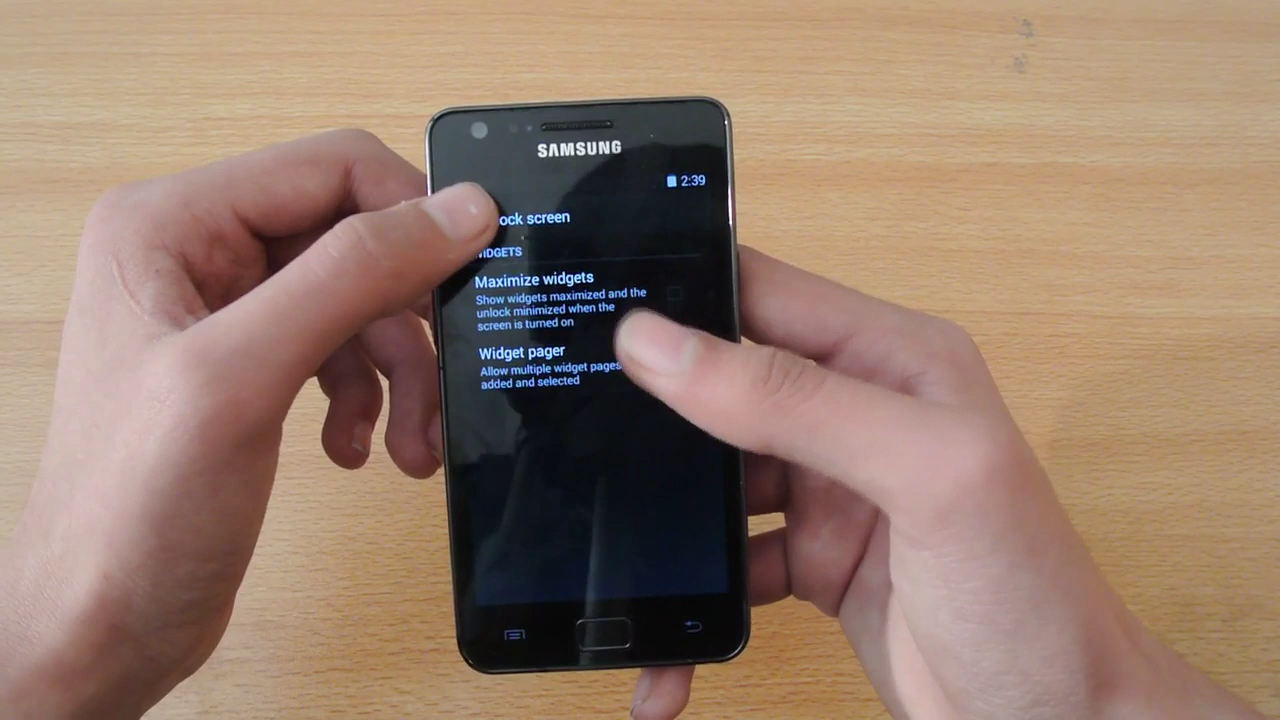 SAMSUNG
2:39
ock screen
IDGETS
Maximize widgets
Show widgets maximized and the
unlock minimized when the
screen is turned on
Widget pager
Allow multiple widget pages
added and selected